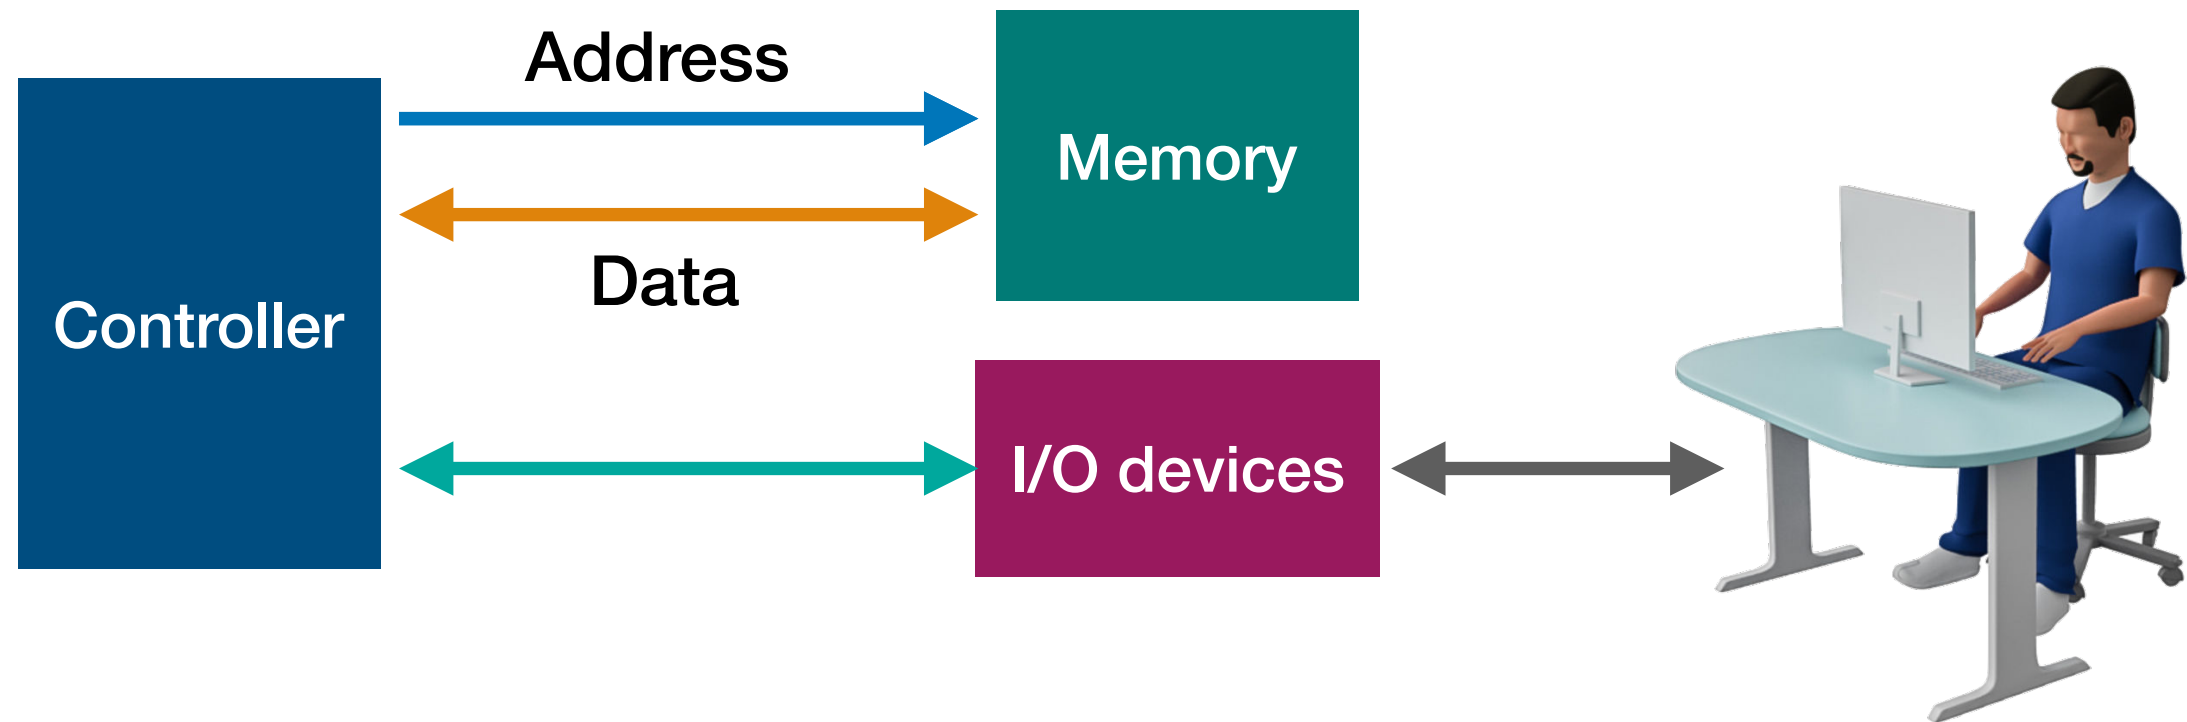 Address
Memory
Data
Controller
I/O devices